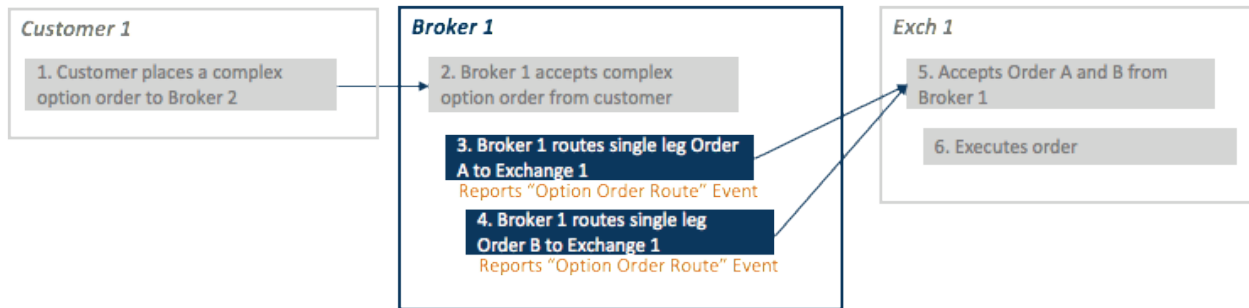 Customer 1
1. Customer places a complex
option order to Broker 2
Broker 1
2. Broker 1 accepts complex
option order from customer
3. Broker 1 routes single leg Order
A to Exchange 1
Reports “Option Order Route” Event
4. Broker 1 routes single leg
Order B to Exchange 1
Reports “Option Order Route” Event
Exch 1
5. Accepts Order A and B from
Broker 1
6. Executes order